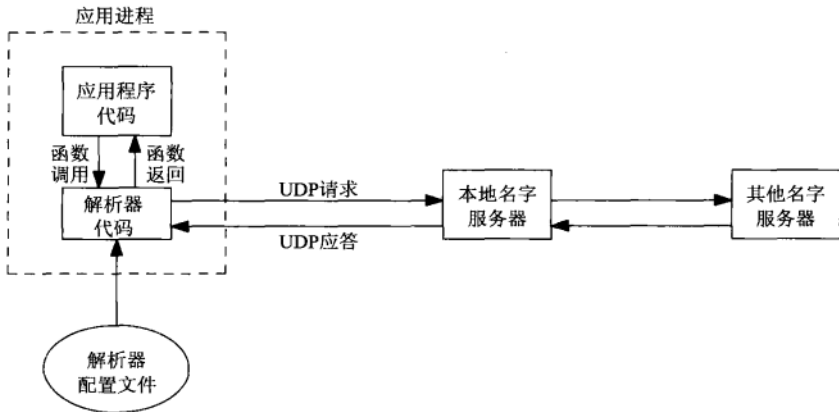 应用进程
应用程序
代码
函数
调用
函数
返回
解析器
代码
UDP请求
UDP应答
本地名字
服务器
其他名字
服务器
解析器
配置文件